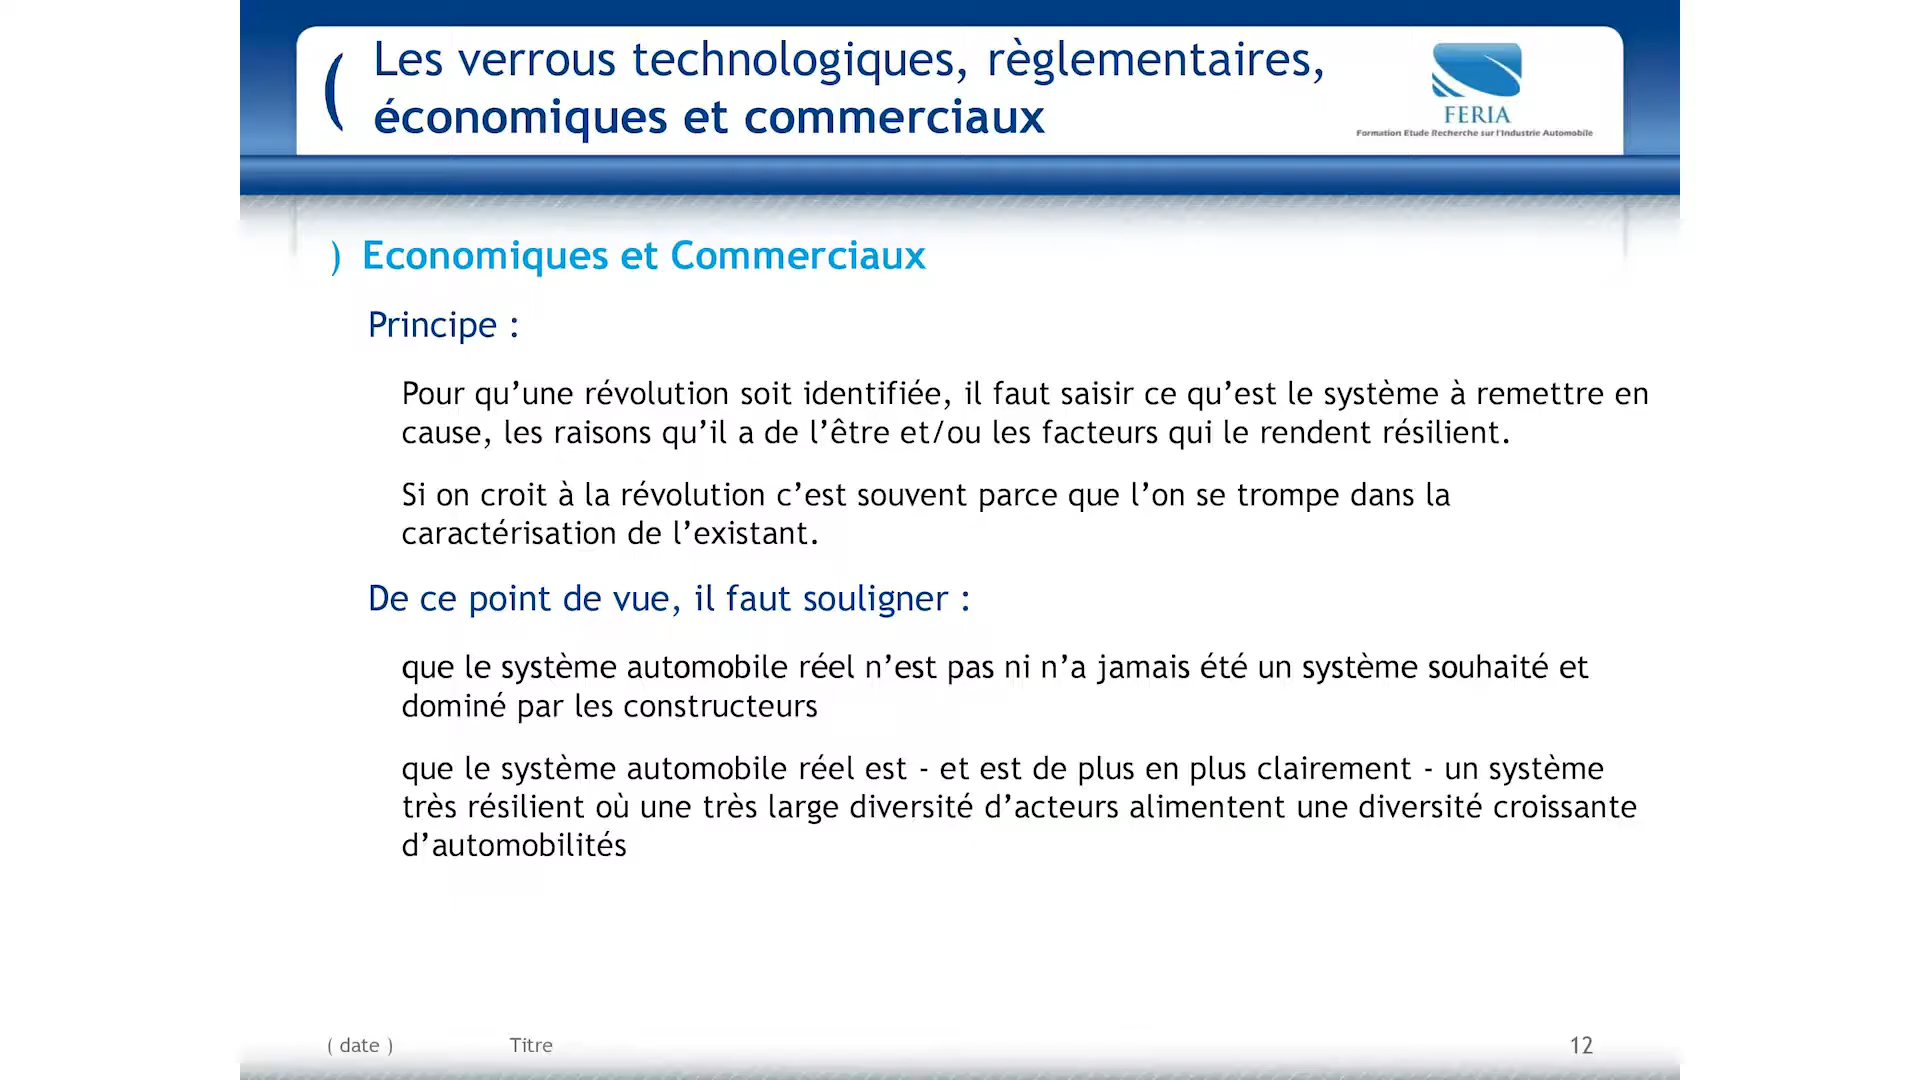 ( Les verrous technologiques, règlementaires,
économiques et commerciaux
FERIA
Formation Etude Recherche sur l'Industrie Automobile
) Economiques et Commerciaux
Principe :
Pour qu’une révolution soit identifiée, il faut saisir ce qu’est le système à remettre en
cause, les raisons qu’il a de l’être et/ou les facteurs qui le rendent résilient.
Si on croit à la révolution c’est souvent parce que l’on se trompe dans la
caractérisation de l’existant.
De ce point de vue, il faut souligner :
que le système automobile réel n’est pas ni n’a jamais été un système souhaité et
dominé par les constructeurs
que le système automobile réel est - et est de plus en plus clairement - un système
très résilient où une très large diversité d’acteurs alimentent une diversité croissante
d’automobilités
( date ) Titre 12